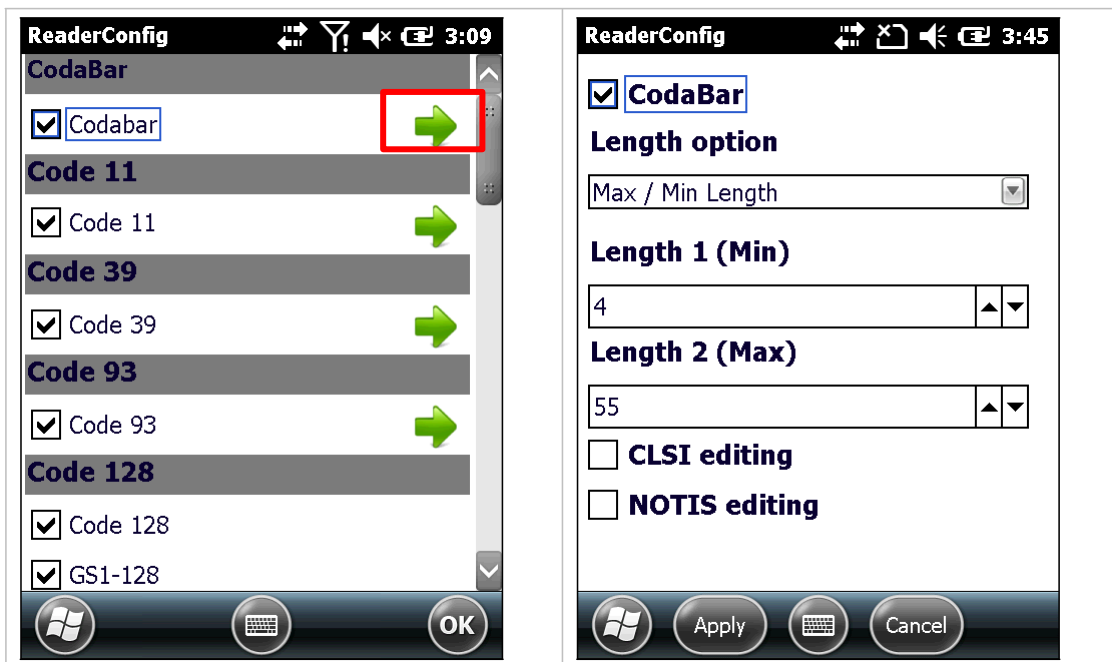 ReaderConfig 3:09
CodaBar
Codabar
Code 11
Code 11
Code 39
Code 39
Code 93
Code 93
Code 128
Code 128
GS1-128
OK
ReaderConfig 3:45
CodaBar
Length option
Max / Min Length
Length 1 (Min)
4
Length 2 (Max)
55
CLSI editing
NOTIS editing
Apply Cancel